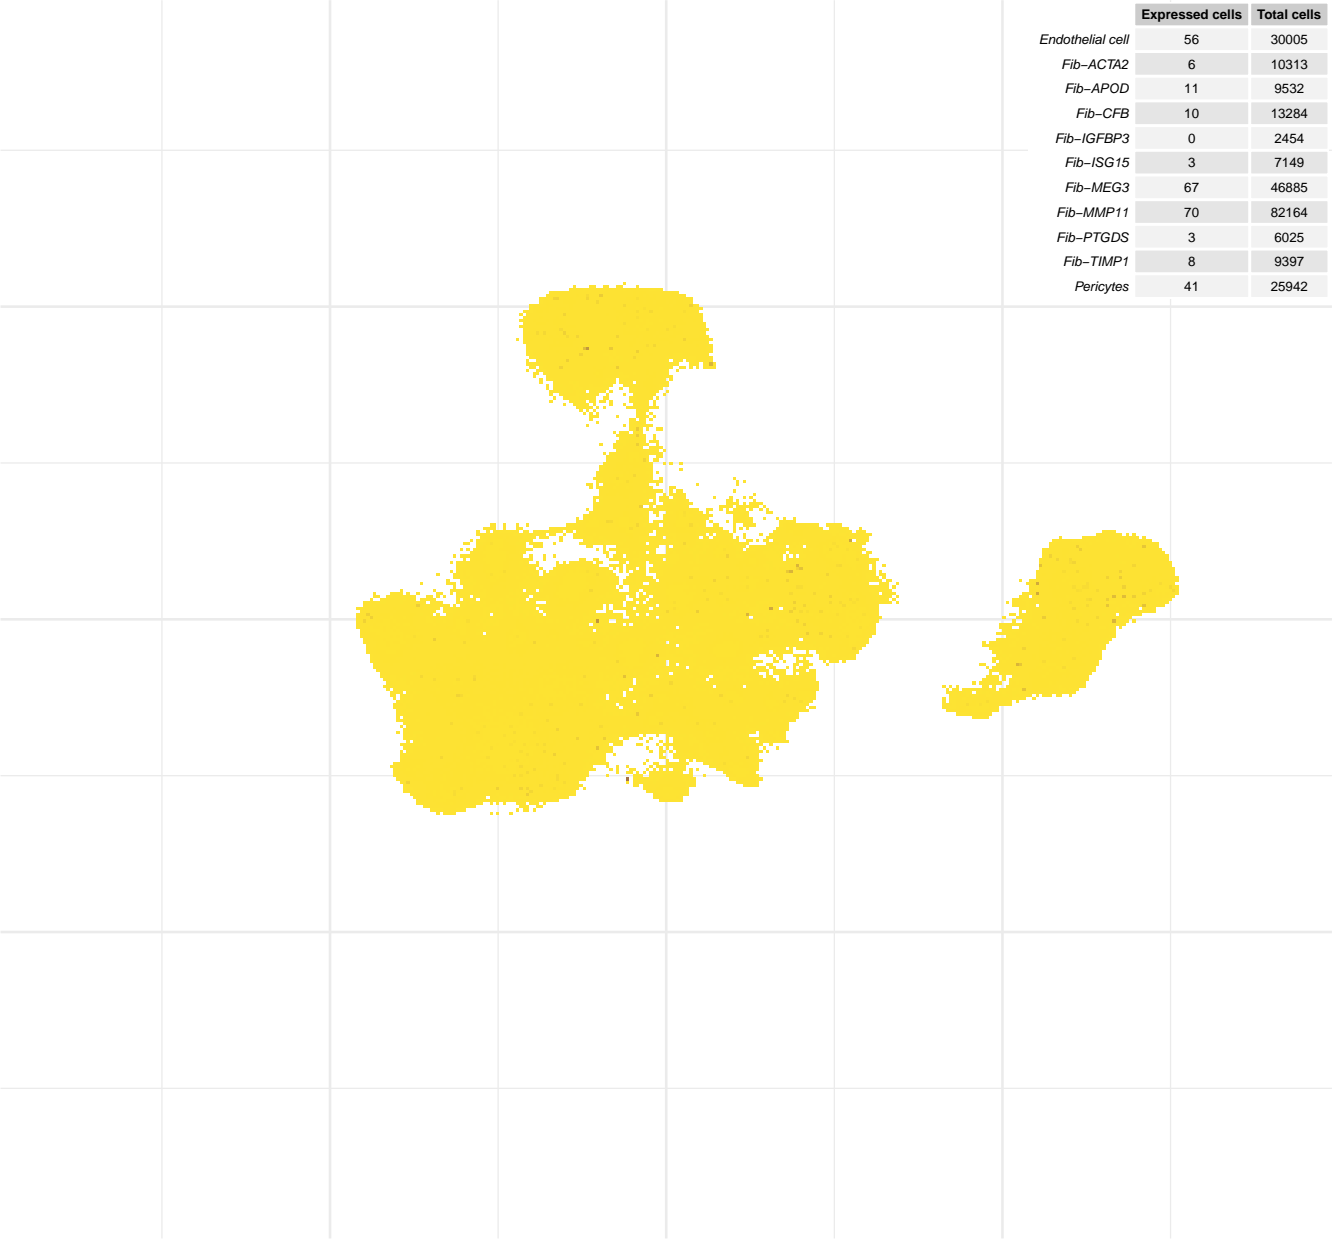 Expressed cells Total cells
Endothelial cell 56 30005
Fib−ACTA2 6 10313
Fib−APOD 11 9532
Fib−CFB 10 13284
Fib−IGFBP3 0 2454
Fib−ISG15 3 7149
Fib−MEG3 67 46885
Fib−MMP11 70 82164
Fib−PTGDS 3 6025
Fib−TIMP1 8 9397
Pericytes 41 25942